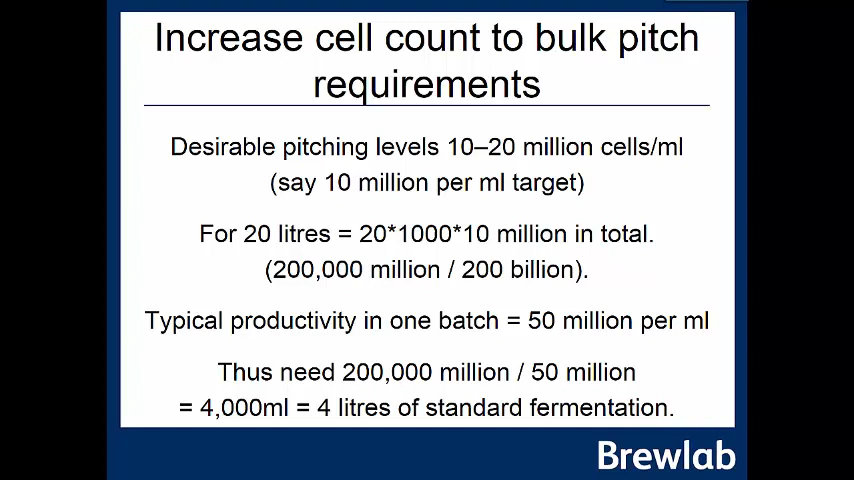 Increase cell count to bulk pitch
requirements
Desirable pitching levels 10–20 million cells/ml
(say 10 million per ml target)
For 20 litres = 20*1000*10 million in total.
(200,000 million / 200 billion).
Typical productivity in one batch = 50 million per ml
Thus need 200,000 million / 50 million
= 4,000ml = 4 litres of standard fermentation.
Brewlab